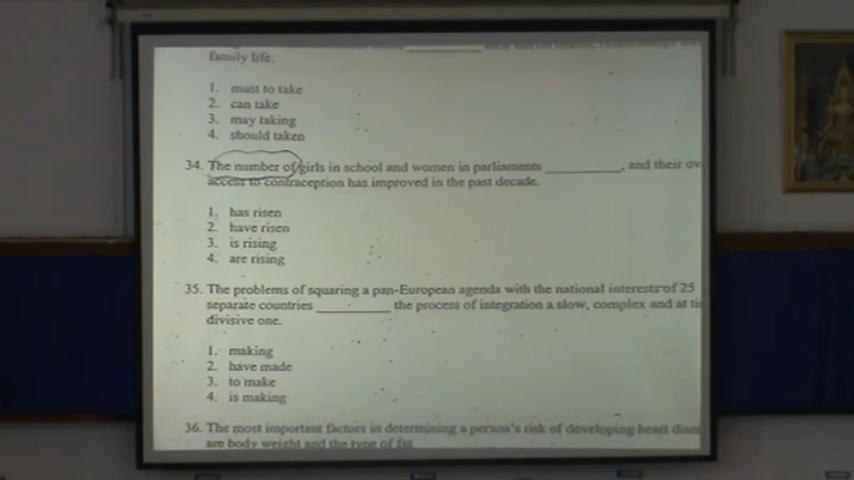 family life.
1. must to take
2. can take
3. may taking
4. should taken
34. The number of girls in school and women in parliaments ________, and their ov
access to contraception has improved in the past decade.
1. has risen
2. have risen
3. is rising
4. are rising
35. The problems of squaring a pan-European agenda with the national interests of 25
separate countries ________ the process of integration a slow, complex and at ti
divisive one.
1. making
2. have made
3. to make
4. is making
36. The most important factors in determining a person's risk of developing heart disea
are body weight and the type of fat